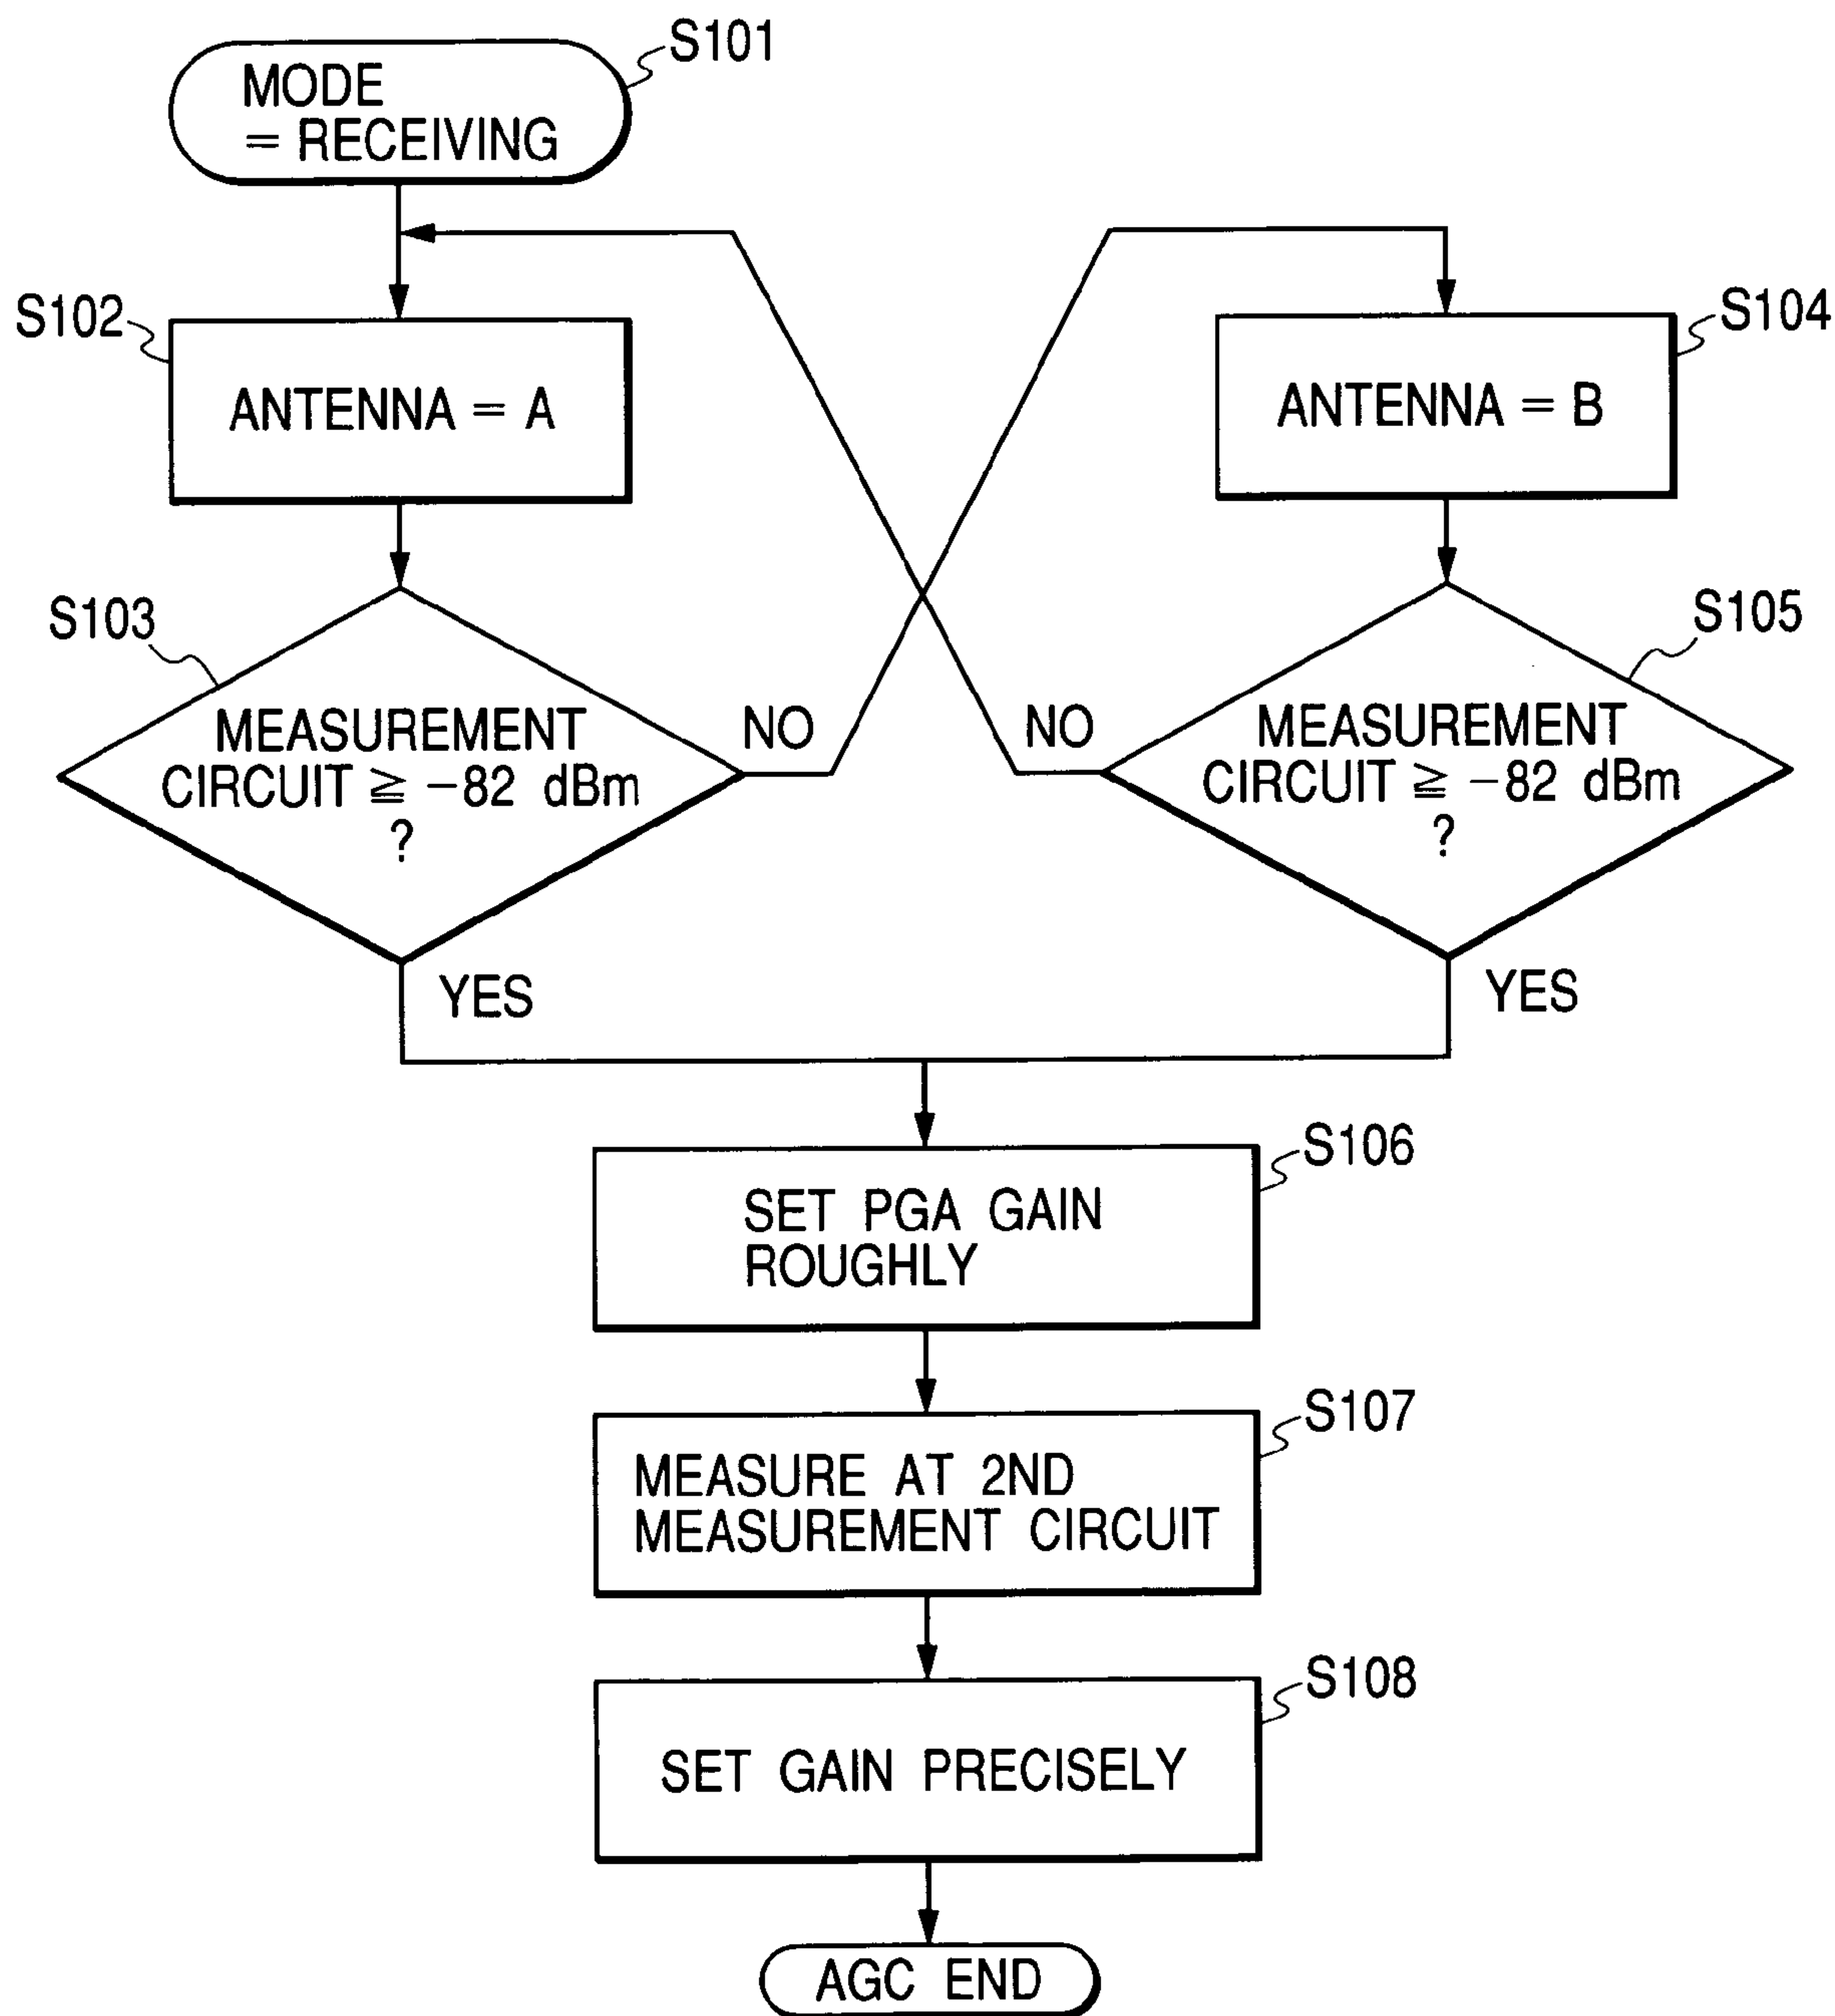 S101
MODE
= RECEIVING
S102
ANTENNA = A
S104
ANTENNA = B
S103
MEASUREMENT
CIRCUIT ≧ −82 dBm
?
NO
NO
S105
MEASUREMENT
CIRCUIT ≧ −82 dBm
?
YES
YES
S106
SET PGA GAIN
ROUGHLY
S107
MEASURE AT 2ND
MEASUREMENT CIRCUIT
S108
SET GAIN PRECISELY
AGC END